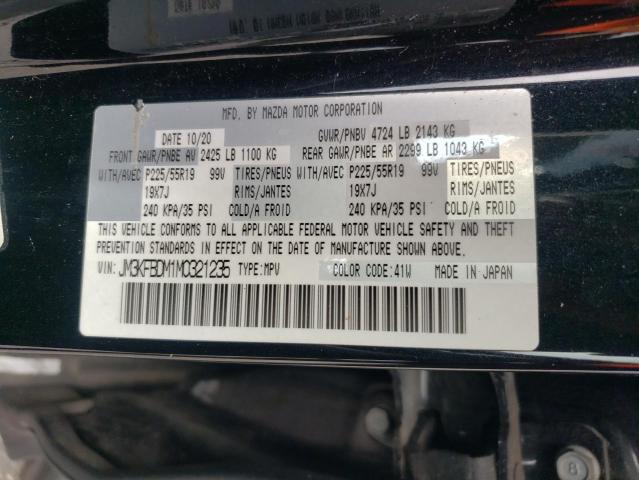 MFD. BY MAZDA MOTOR CORPORATION
DATE 10/20 GVWR/PNBV 4724 LB 2143 KG
FRONT GAWR/PNBE AV 2425 LB 1100 KG REAR GAWR/PNBE AR 2299 LB 1043 KG
WITH/AVEC P225/55R19 99V TIRES/PNEUS WITH/AVEC P225/55R19 99V TIRES/PNEUS
19X7J RIMS/JANTES 19X7J RIMS/JANTES
240 KPA/35 PSI COLD/A FROID 240 KPA/35 PSI COLD/A FROID
THIS VEHICLE CONFORMS TO ALL APPLICABLE FEDERAL MOTOR VEHICLE SAFETY AND THEFT
PREVENTION STANDARDS IN EFFECT ON THE DATE OF MANUFACTURE SHOWN ABOVE.
VIN: JM3KFBDM1M0321235 TYPE:MPV COLOR CODE:41W MADE IN JAPAN
8